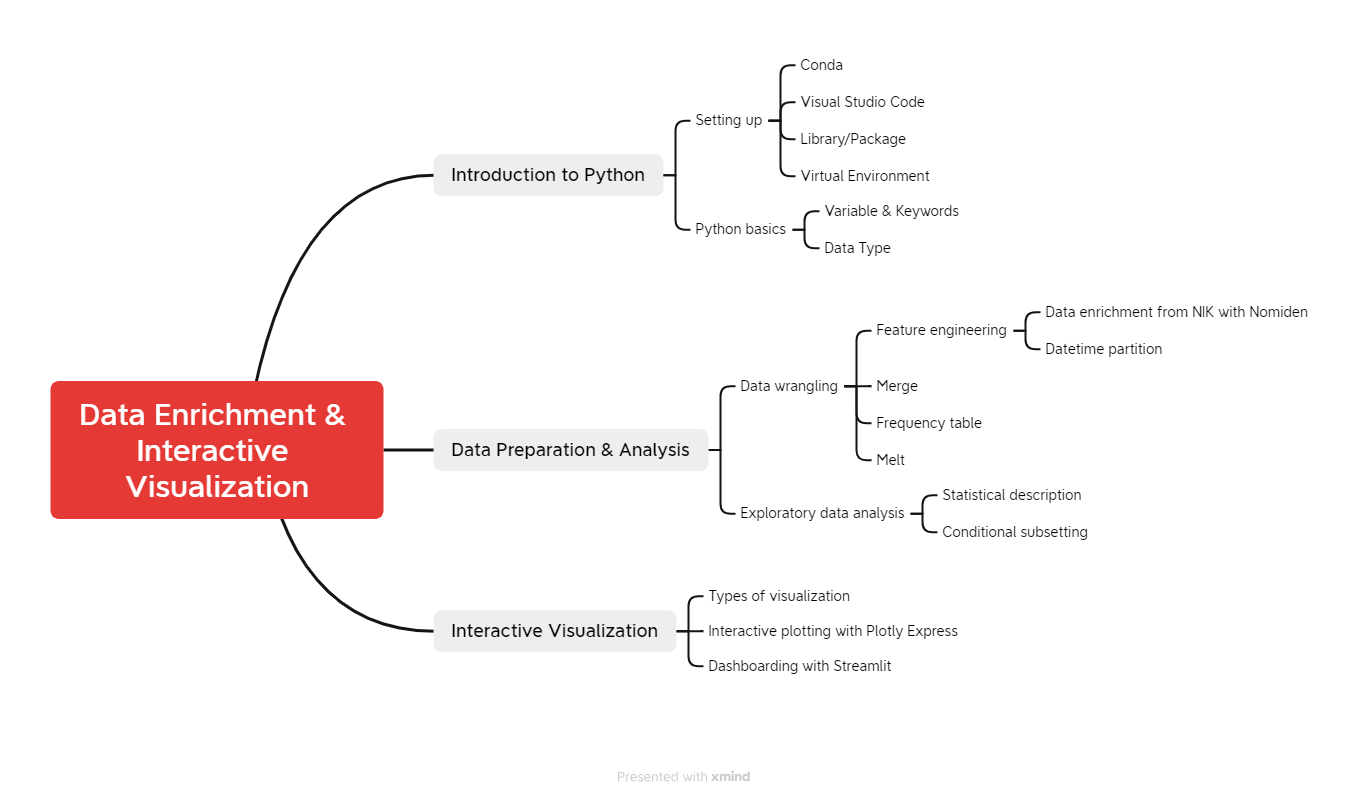 Data Enrichment &
Interactive
Visualization
Introduction to Python
Setting up
Conda
Visual Studio Code
Library/Package
Virtual Environment
Python basics
Variable & Keywords
Data Type
Data Preparation & Analysis
Data wrangling
Feature engineering
Data enrichment from NIK with Nomiden
Datetime partition
Merge
Frequency table
Melt
Exploratory data analysis
Statistical description
Conditional subsetting
Interactive Visualization
Types of visualization
Interactive plotting with Plotly Express
Dashboarding with Streamlit
Presented with xmind